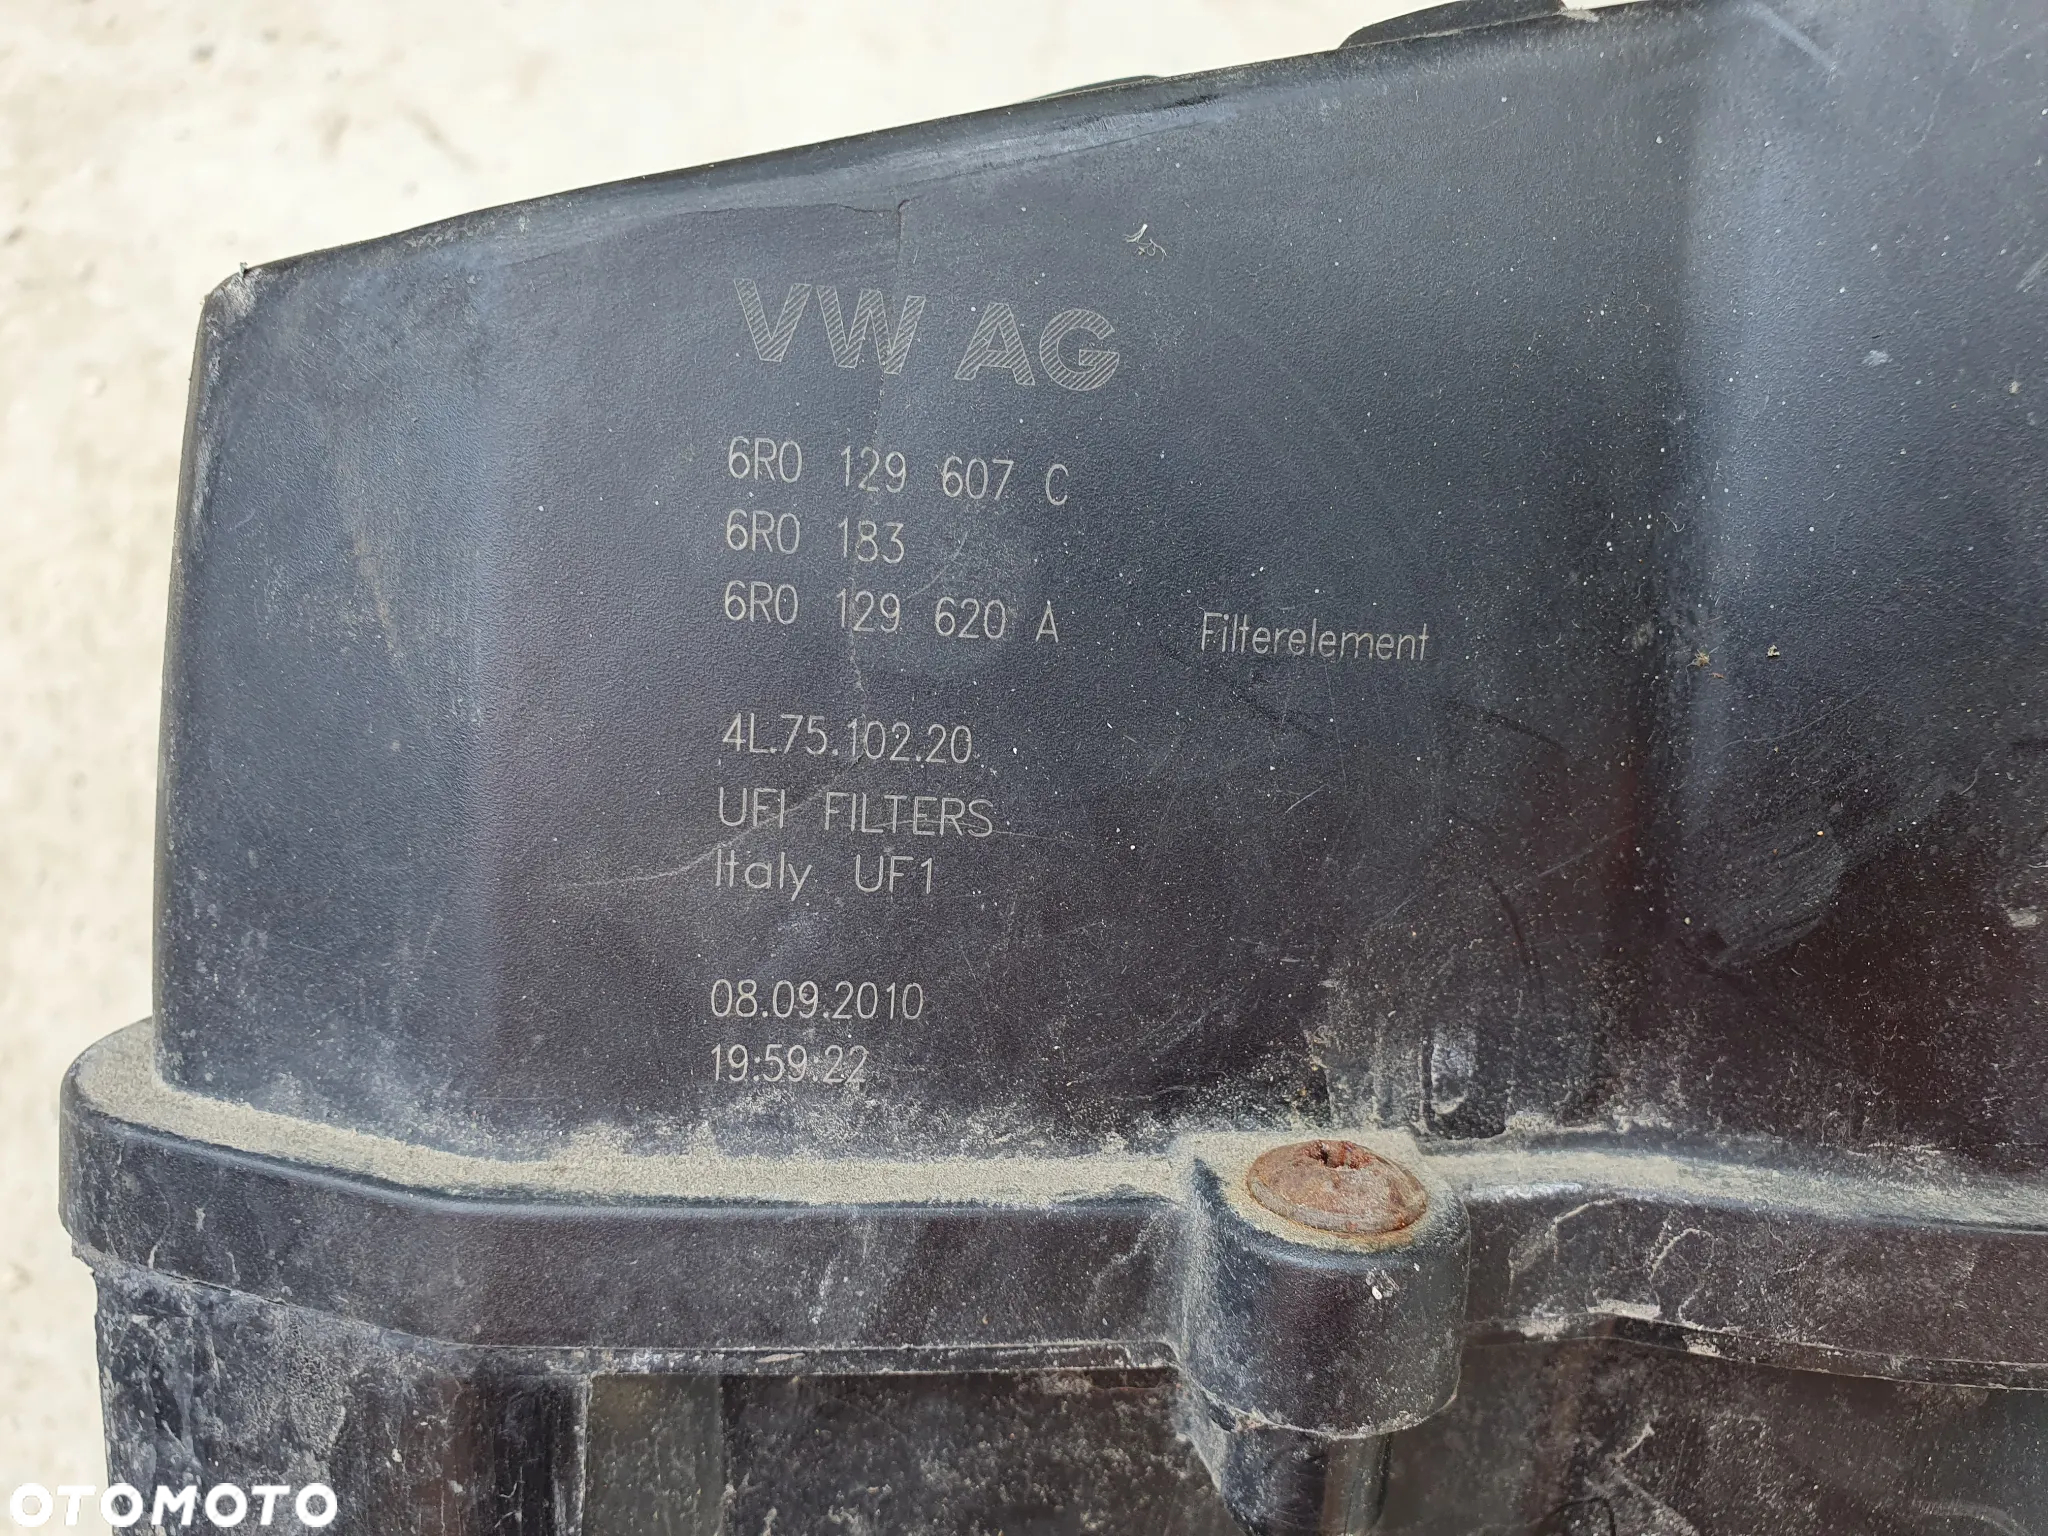 VW AG
6R0 129 607 C
6R0 183
6R0 129 620 A Filterelement
4L.75.102.20
UFI FILTERS
Italy UF1
08.09.2010
19:59:22
OTOMOTO